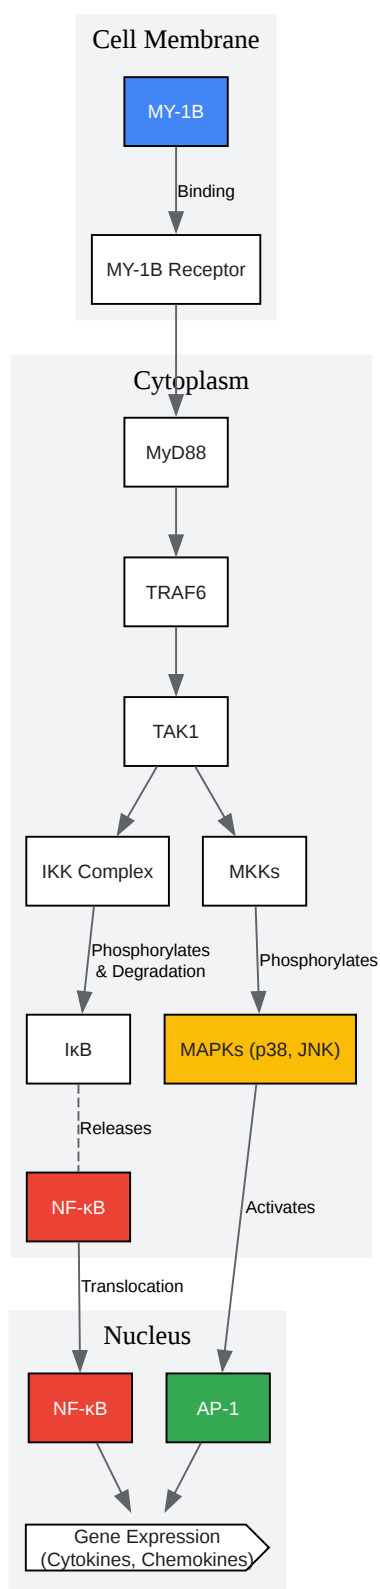 Cell Membrane
MY-1B
Binding
MY-1B Receptor
Cytoplasm
MyD88
TRAF6
TAK1
IKK Complex
MKKs
Phosphorylates
& Degradation
Phosphorylates
IκB
MAPKs (p38, JNK)
Releases
NF-κB
Activates
Translocation
Nucleus
NF-κB
AP-1
Gene Expression
(Cytokines, Chemokines)